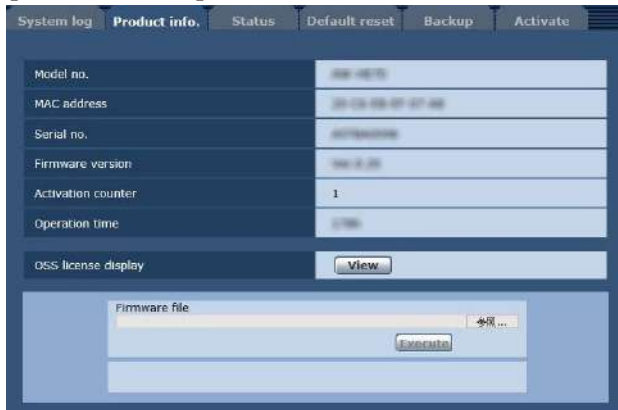 System log Product info. Status Default reset Backup Activate
Model no.
MAC address
Serial no.
Firmware version
Activation counter 1
Operation time
OSS license display View
Firmware file
参照...
Execute